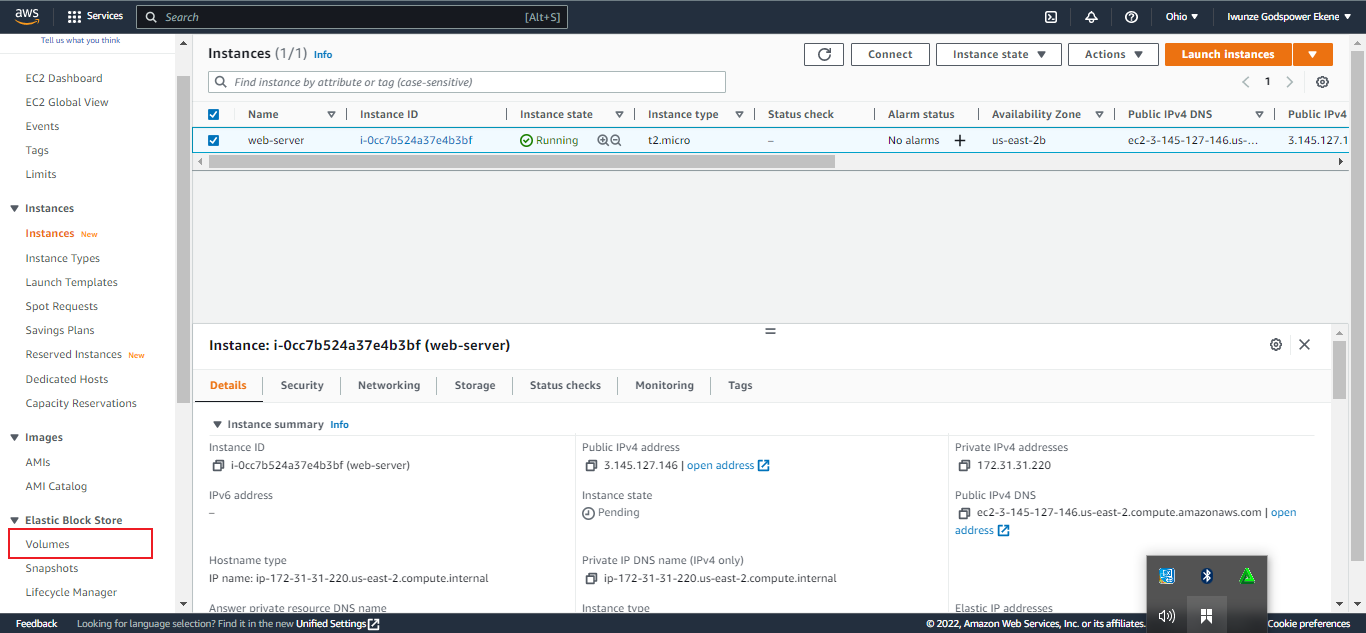 aws Services Search [Alt+S] Ohio ▼ Iwunze Godspower Ekene ▼
Tell us what you think
EC2 Dashboard
EC2 Global View
Events
Tags
Limits
Instances
Instances New
Instance Types
Launch Templates
Spot Requests
Savings Plans
Reserved Instances New
Dedicated Hosts
Capacity Reservations
Images
AMIs
AMI Catalog
Elastic Block Store
Volumes
Snapshots
Lifecycle Manager
Instances (1/1) Info Connect Instance state ▼ Actions ▼ Launch instances ▼
Find instance by attribute or tag (case-sensitive) 1
Name Instance ID Instance state Instance type Status check Alarm status Availability Zone Public IPv4 DNS Public IPv4
web-server i-0cc7b524a37e4b3bf Running t2.micro – No alarms + us-east-2b ec2-3-145-127-146.us-... 3.145.127.1
Instance: i-0cc7b524a37e4b3bf (web-server)
Details Security Networking Storage Status checks Monitoring Tags
Instance summary Info
Instance ID
i-0cc7b524a37e4b3bf (web-server)
Public IPv4 address
3.145.127.146 | open address
Private IPv4 addresses
172.31.31.220
IPv6 address
–
Instance state
Pending
Public IPv4 DNS
ec2-3-145-127-146.us-east-2.compute.amazonaws.com | open
address
Hostname type
IP name: ip-172-31-31-220.us-east-2.compute.internal
Private IP DNS name (IPv4 only)
ip-172-31-31-220.us-east-2.compute.internal
Answer private resource DNS name
Instance type
Elastic IP addresses
Feedback Looking for language selection? Find it in the new Unified Settings © 2022, Amazon Web Services, Inc. or its affiliates. Cookie preferences